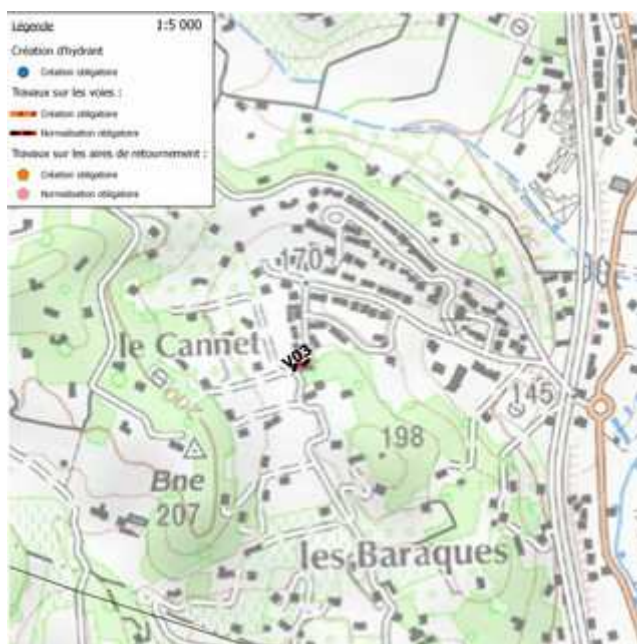 Légende 1:5 000
Création d'hydrant
Création obligatoire
Travaux sur les voies :
Création obligatoire
Normalisation obligatoire
Travaux sur les aires de retournement :
Création obligatoire
Normalisation obligatoire
170
le Cannet
V03
200
145
198
Bne
207
les Baraques